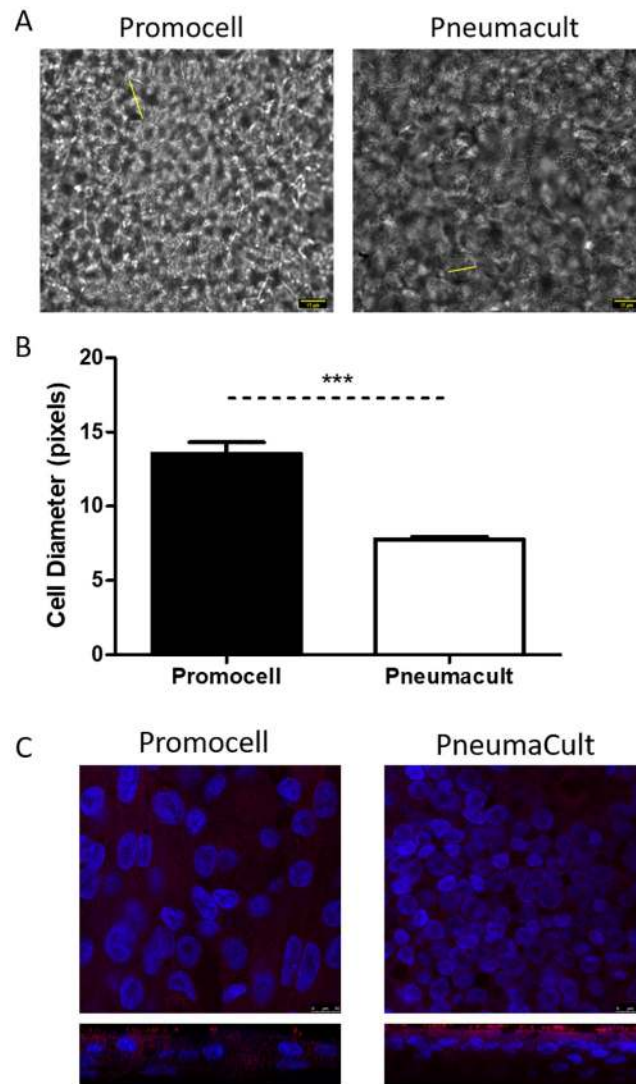 A
Promocell Pneumacult
B
20
***
15
10
5
0
Cell Diameter (pixels)
Promocell Pneumacult
C
Promocell PneumaCult